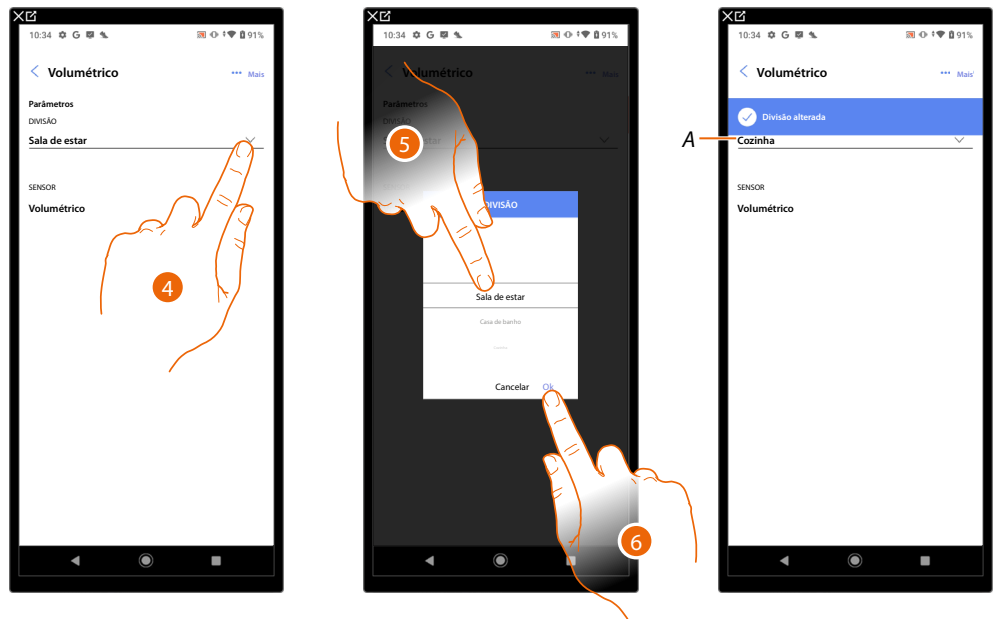 10:34 G 91%
Volumétrico
Mais
Parâmetros
DIVISÃO
Sala de estar
SENSOR
Volumétrico
4
10:34 G 91%
Volumétrico
Mais
Parâmetros
DIVISÃO
estar
5
DIVISÃO
Sala de estar
Casa de banho
Cancelar Ok
6
10:34 G 91%
Volumétrico
Mais
Divisão alterada
A
Cozinha
SENSOR
Volumétrico